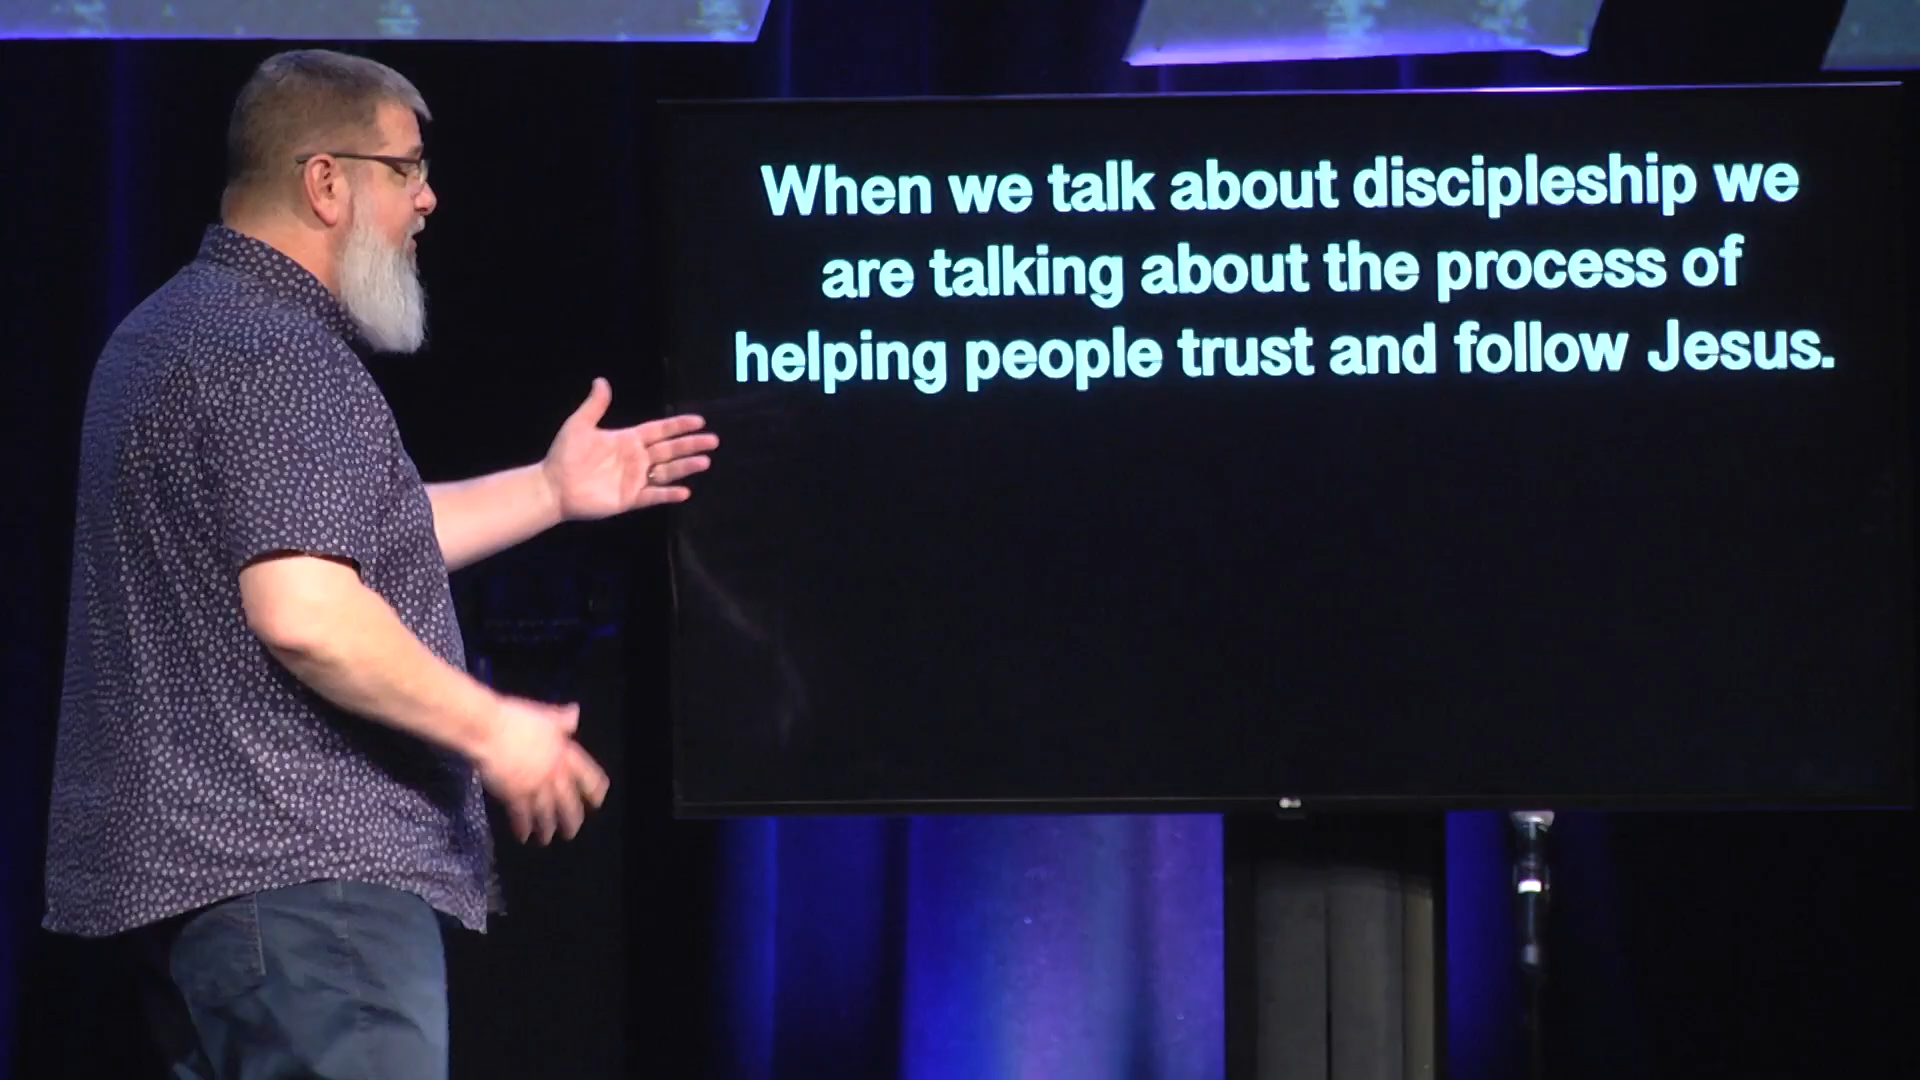 When we talk about discipleship we
are talking about the process of
helping people trust and follow Jesus.